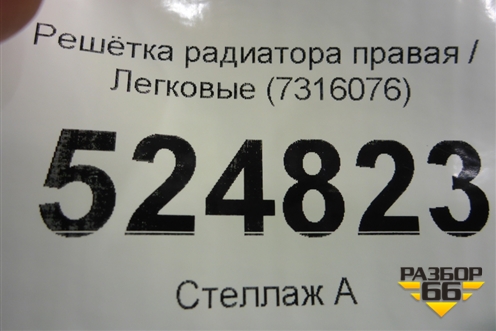 Решётка радиатора правая /
Легковые (7316076)
524823
Стеллаж А
РАЗБОР
66